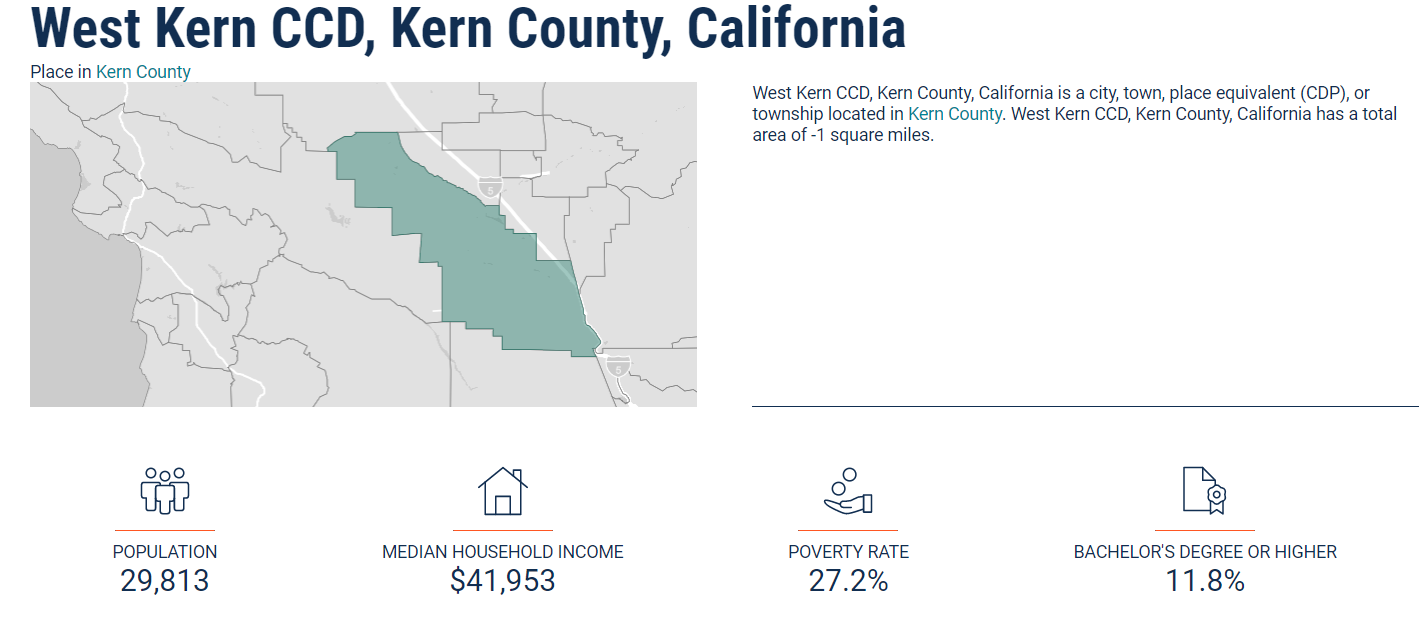 West Kern CCD, Kern County, California
Place in Kern County
West Kern CCD, Kern County, California is a city, town, place equivalent (CDP), or
township located in Kern County. West Kern CCD, Kern County, California has a total
area of -1 square miles.
5
5
POPULATION
29,813
MEDIAN HOUSEHOLD INCOME
$41,953
POVERTY RATE
27.2%
BACHELOR'S DEGREE OR HIGHER
11.8%